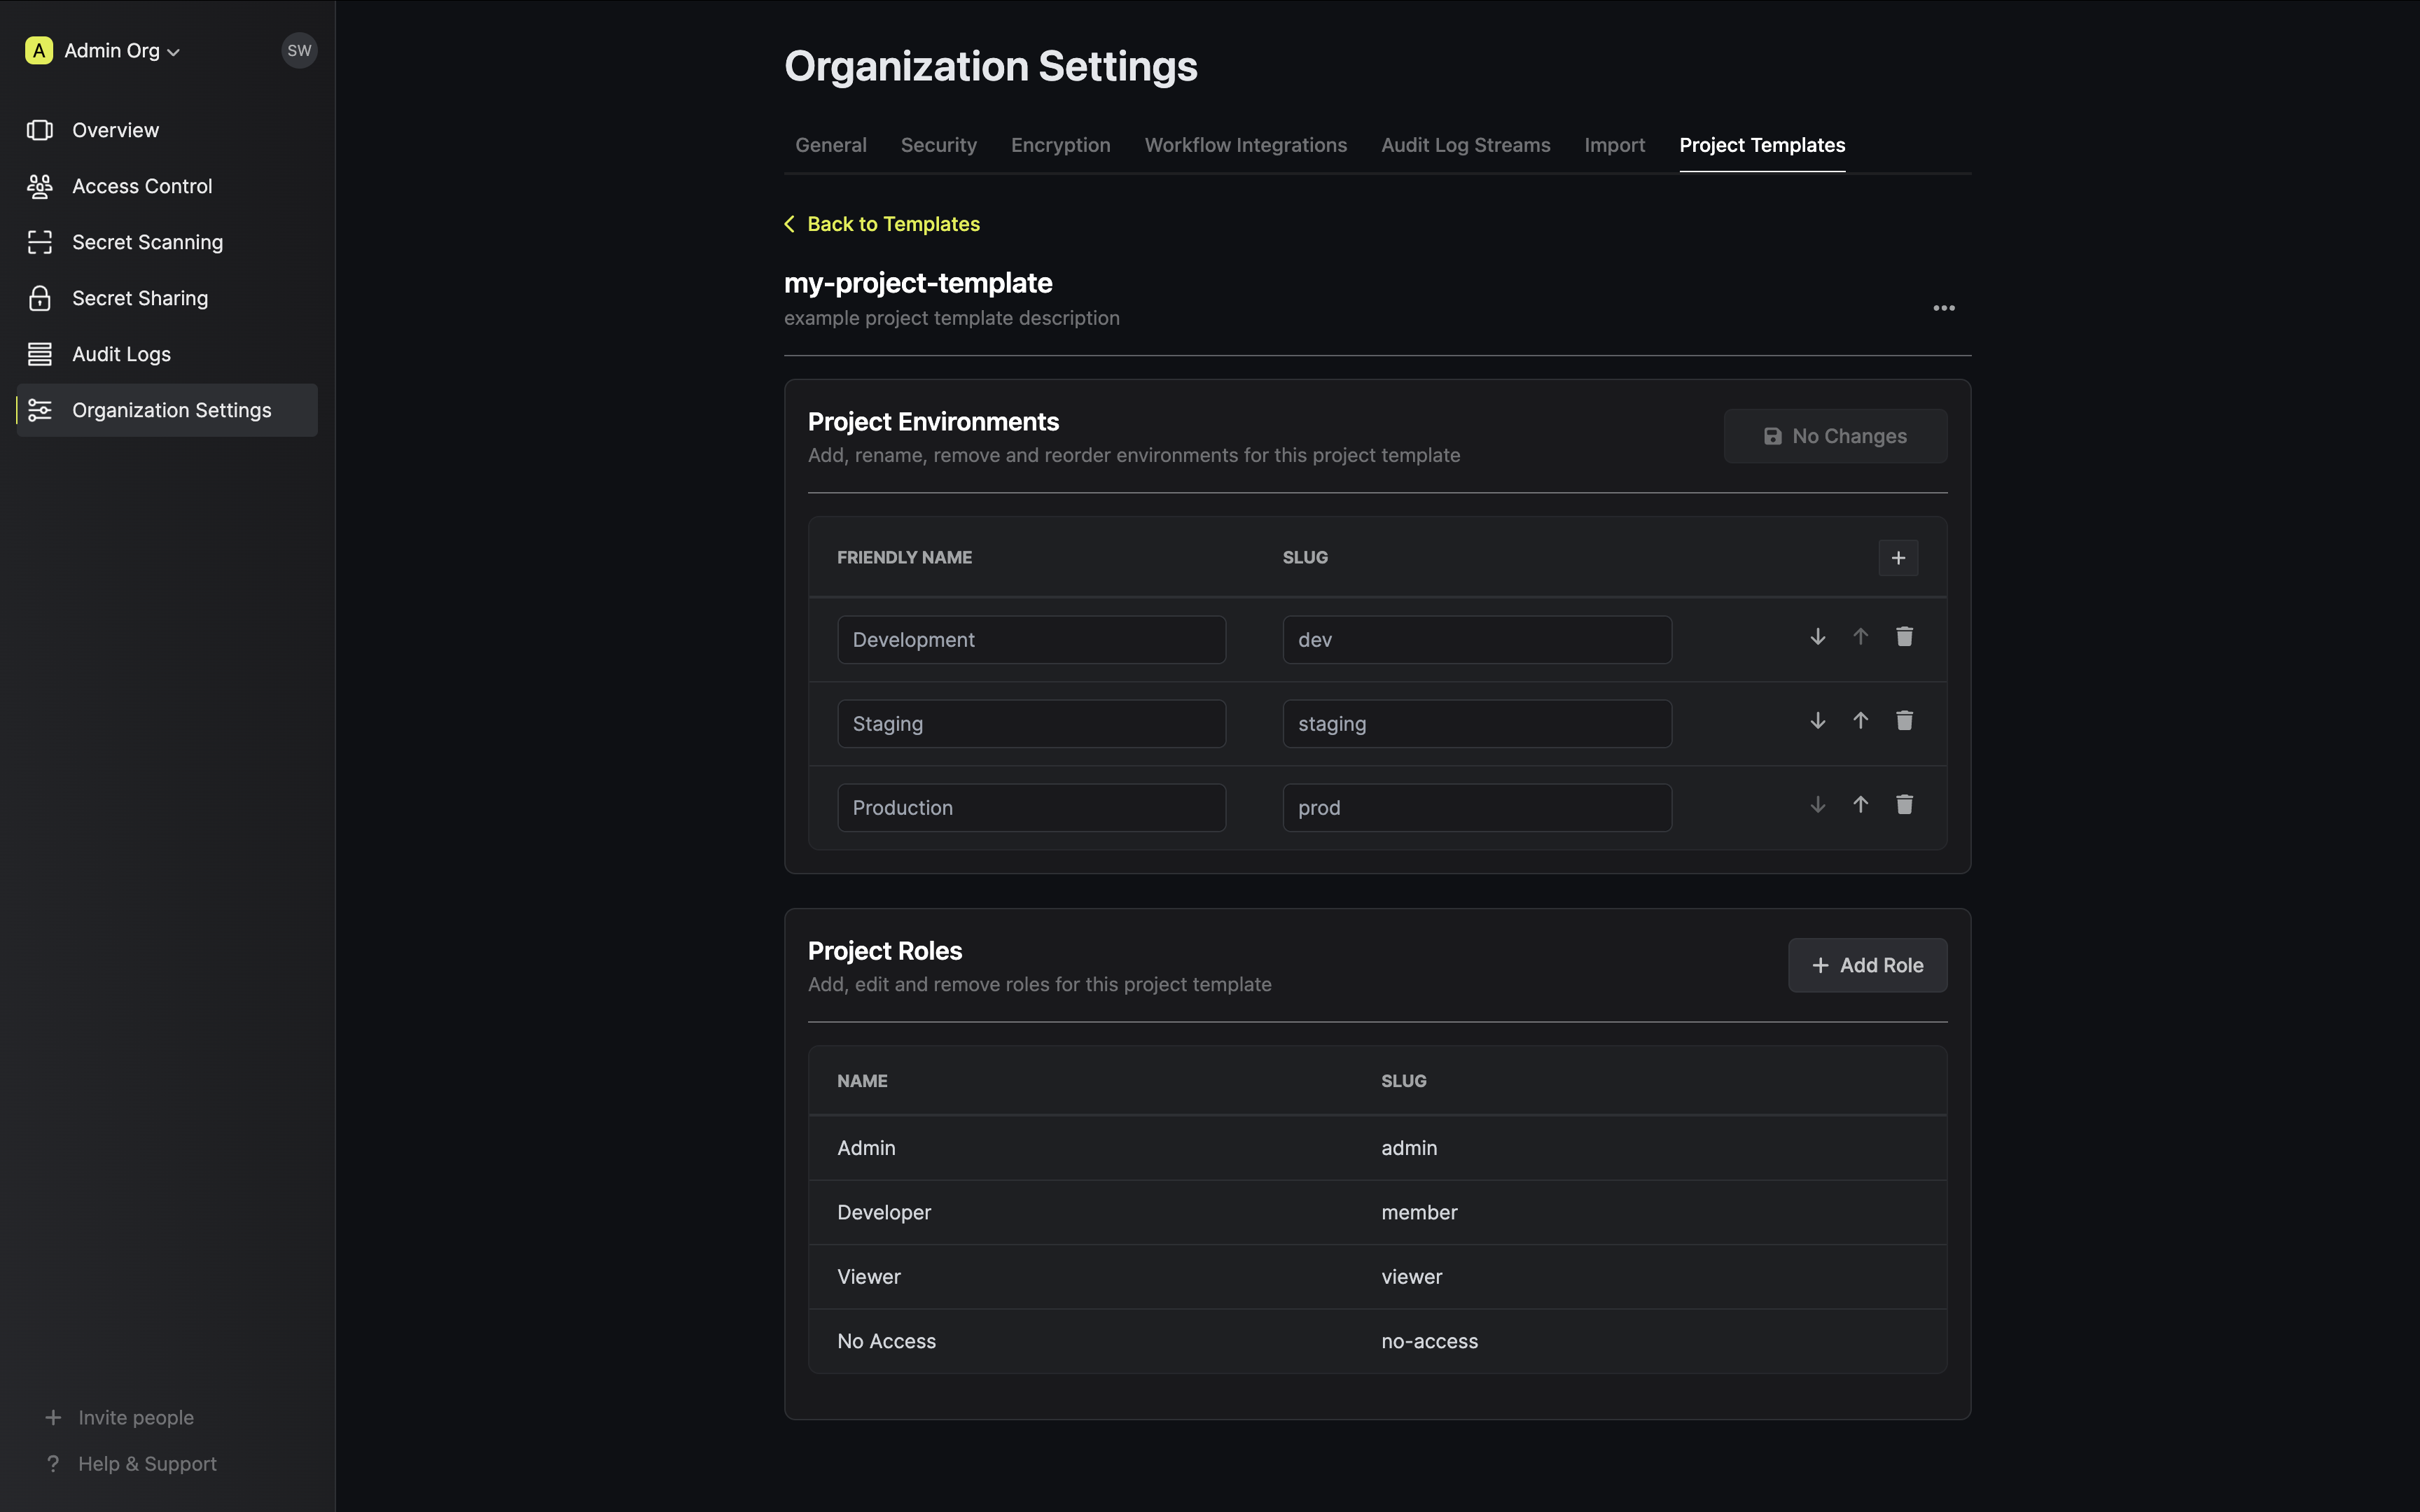 A Admin Org
SW
Overview
Access Control
Secret Scanning
Secret Sharing
Audit Logs
Organization Settings
Invite people
? Help & Support
Organization Settings
General Security Encryption Workflow Integrations Audit Log Streams Import Project Templates
Back to Templates
my-project-template
example project template description
Project Environments
Add, rename, remove and reorder environments for this project template
No Changes
FRIENDLY NAME SLUG
Development dev
Staging staging
Production prod
Project Roles
Add, edit and remove roles for this project template
Add Role
NAME SLUG
Admin admin
Developer member
Viewer viewer
No Access no-access